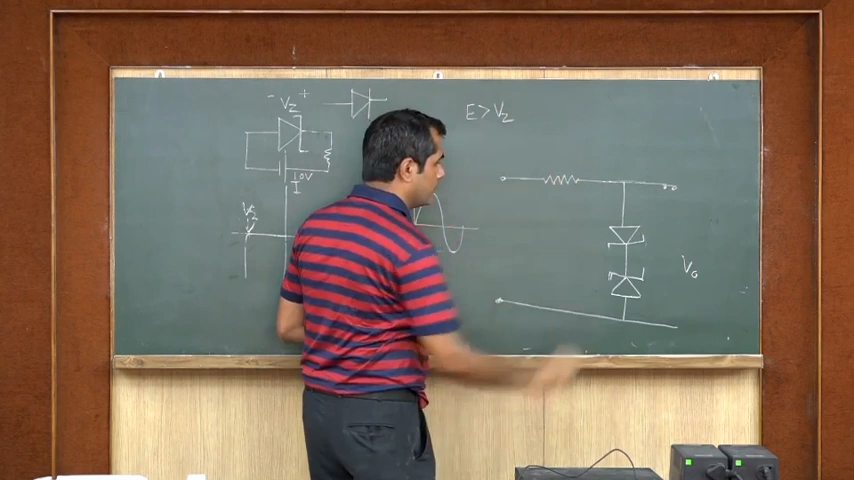 - V_Z +
E > V_Z
10V
I
V_Z
V_o